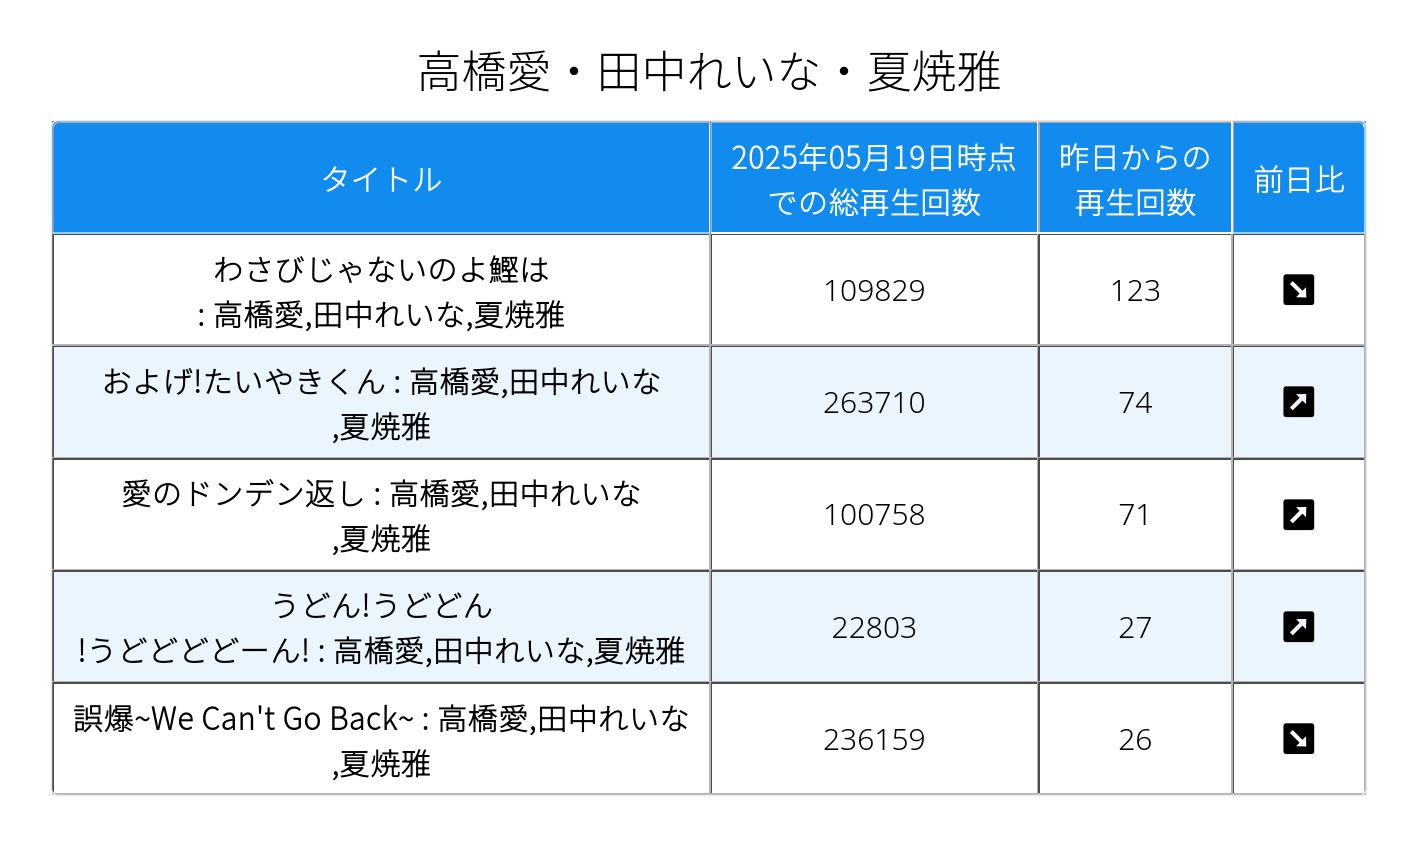 高橋愛・田中れいな・夏焼雅
タイトル
2025年05月19日時点
での総再生回数
昨日からの
再生回数
前日比
わさびじゃないのよ鰹は
: 高橋愛,田中れいな,夏焼雅
109829
123
およげ!たいやきくん : 高橋愛,田中れいな
,夏焼雅
263710
74
愛のドンデン返し : 高橋愛,田中れいな
,夏焼雅
100758
71
うどん!うどどん
!うどどどどーん! : 高橋愛,田中れいな,夏焼雅
22803
27
誤爆~We Can't Go Back~ : 高橋愛,田中れいな
,夏焼雅
236159
26